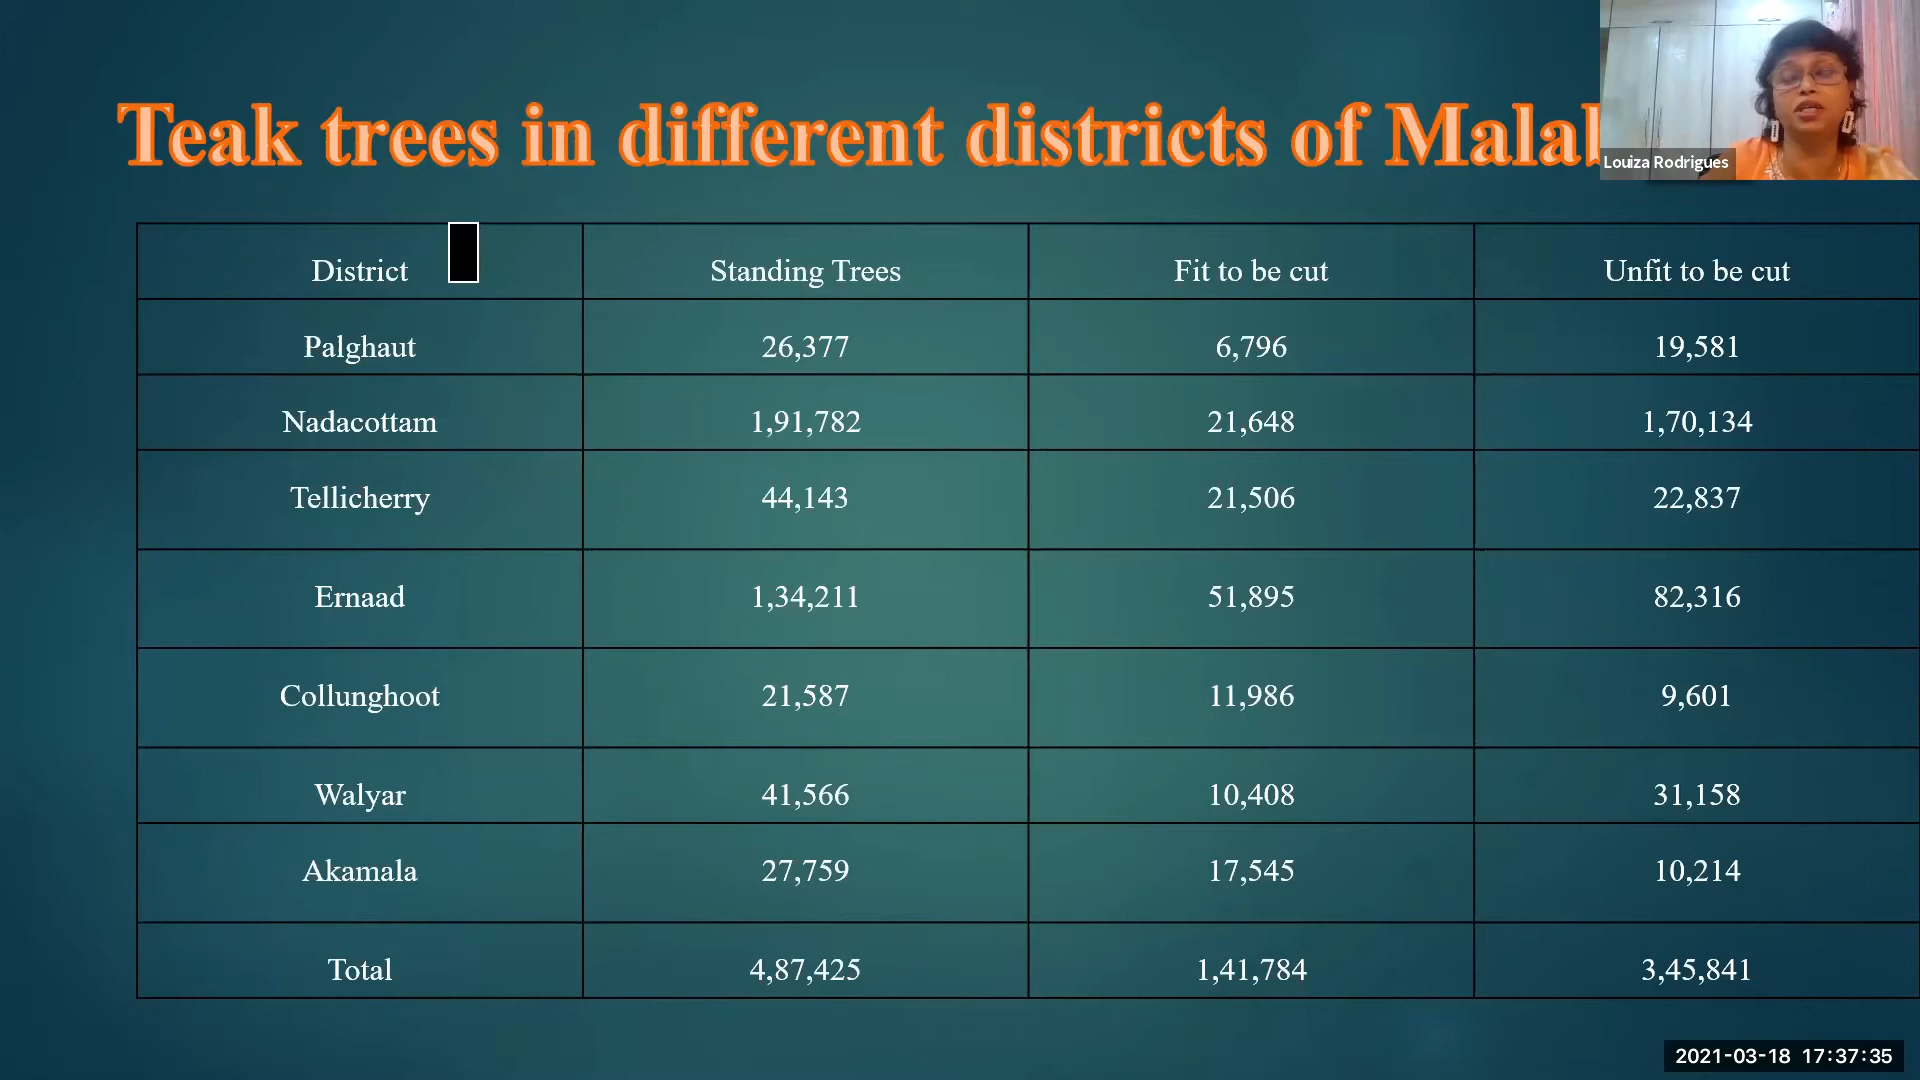 Teak trees in different districts of Malab
Louiza Rodrigues
District Standing Trees Fit to be cut Unfit to be cut
Palghaut 26,377 6,796 19,581
Nadacottam 1,91,782 21,648 1,70,134
Tellicherry 44,143 21,506 22,837
Ernaad 1,34,211 51,895 82,316
Collunghoot 21,587 11,986 9,601
Walyar 41,566 10,408 31,158
Akamala 27,759 17,545 10,214
Total 4,87,425 1,41,784 3,45,841
2021-03-18 17:37:35